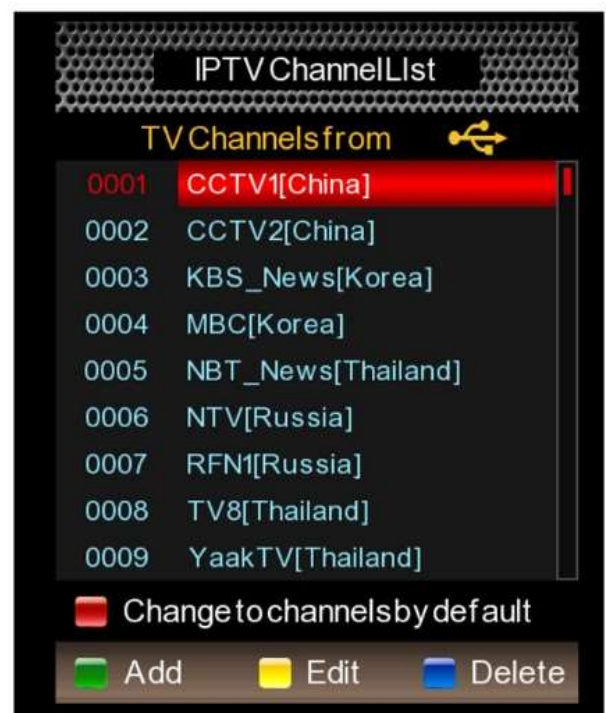 IPTV Channel LIst
TV Channels from
0001 CCTV1[China]
0002 CCTV2[China]
0003 KBS_News[Korea]
0004 MBC[Korea]
0005 NBT_News[Thailand]
0006 NTV[Russia]
0007 RFN1[Russia]
0008 TV8[Thailand]
0009 YaakTV[Thailand]
Change to channels by default
Add Edit Delete